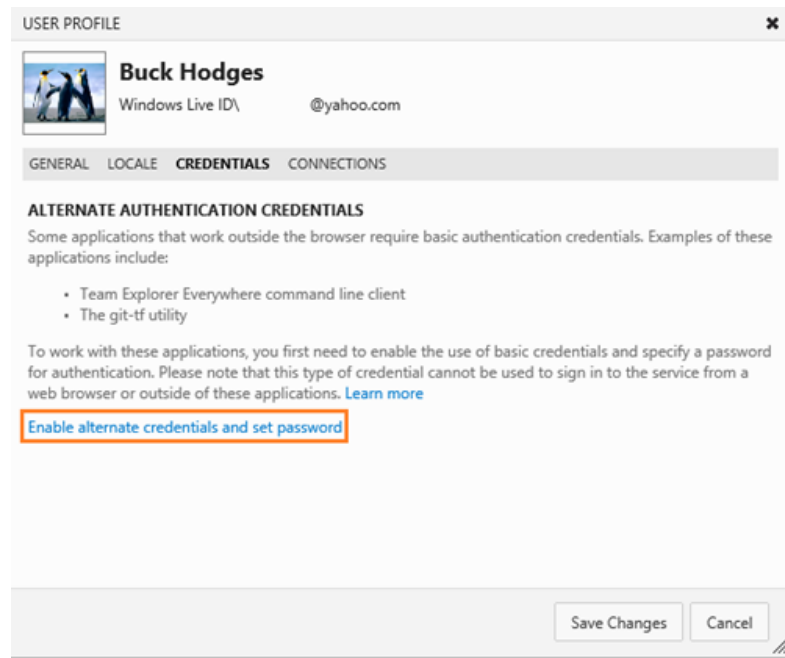 USER PROFILE
Buck Hodges
Windows Live ID\ @yahoo.com
GENERAL LOCALE CREDENTIALS CONNECTIONS
ALTERNATE AUTHENTICATION CREDENTIALS
Some applications that work outside the browser require basic authentication credentials. Examples of these
applications include:
• Team Explorer Everywhere command line client
• The git-tf utility
To work with these applications, you first need to enable the use of basic credentials and specify a password
for authentication. Please note that this type of credential cannot be used to sign in to the service from a
web browser or outside of these applications. Learn more
Enable alternate credentials and set password
Save Changes Cancel